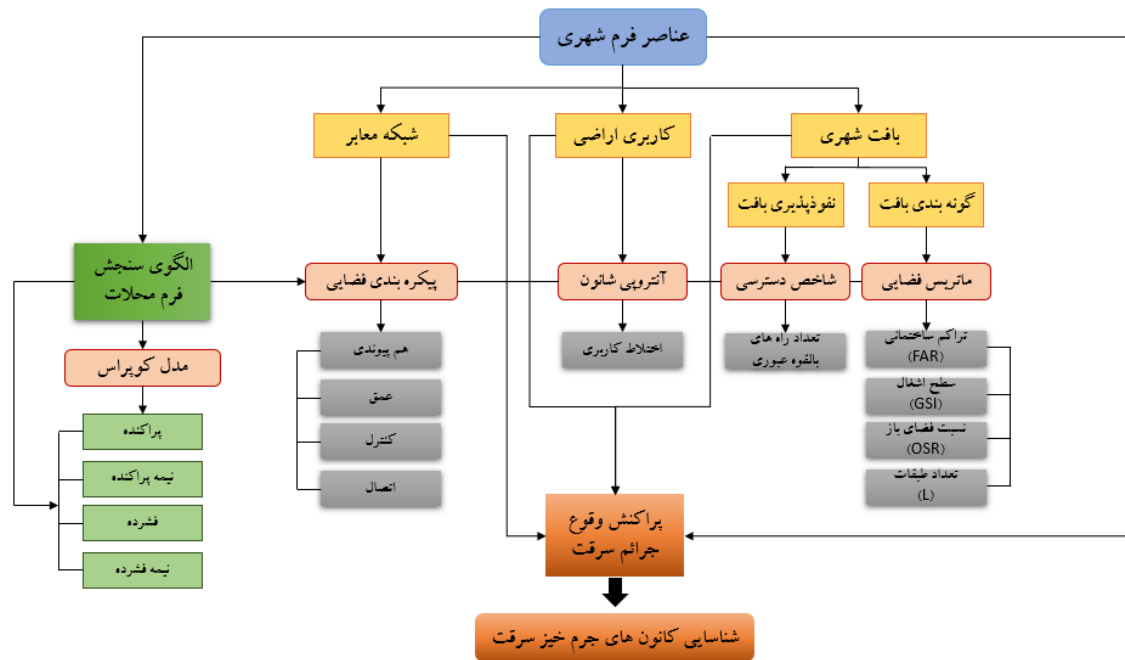 عناصر فرم شهری
بافت شهری
کاربری اراضی
شبکه معابر
گونه بندی بافت
نفوذپذیری بافت
ماتریس فضایی
شاخص دسترسی
آنتروپی شانون
پیکره بندی فضایی
الگوی سنجش
فرم محلات
تراکم ساختمانی
(FAR)
سطح اشغال
(GSI)
نسبت فضای باز
(OSR)
تعداد طبقات
(L)
تعداد راه های
بالقوه عبوری
اختلاط کاربری
هم پیوندی
عمق
کنترل
اتصال
مدل کوپراس
پراکنده
نیمه پراکنده
فشرده
نیمه فشرده
پراکنش وقوع
جرائم سرقت
شناسایی کانون های جرم خیز سرقت